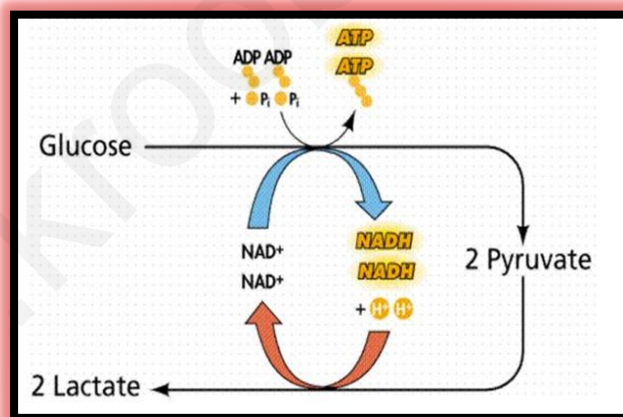 ATP
ADP ADP ATP
+ Pi Pi
Glucose
NAD+ NADH
NAD+ NADH
2 Pyruvate
+ H+ H+
2 Lactate